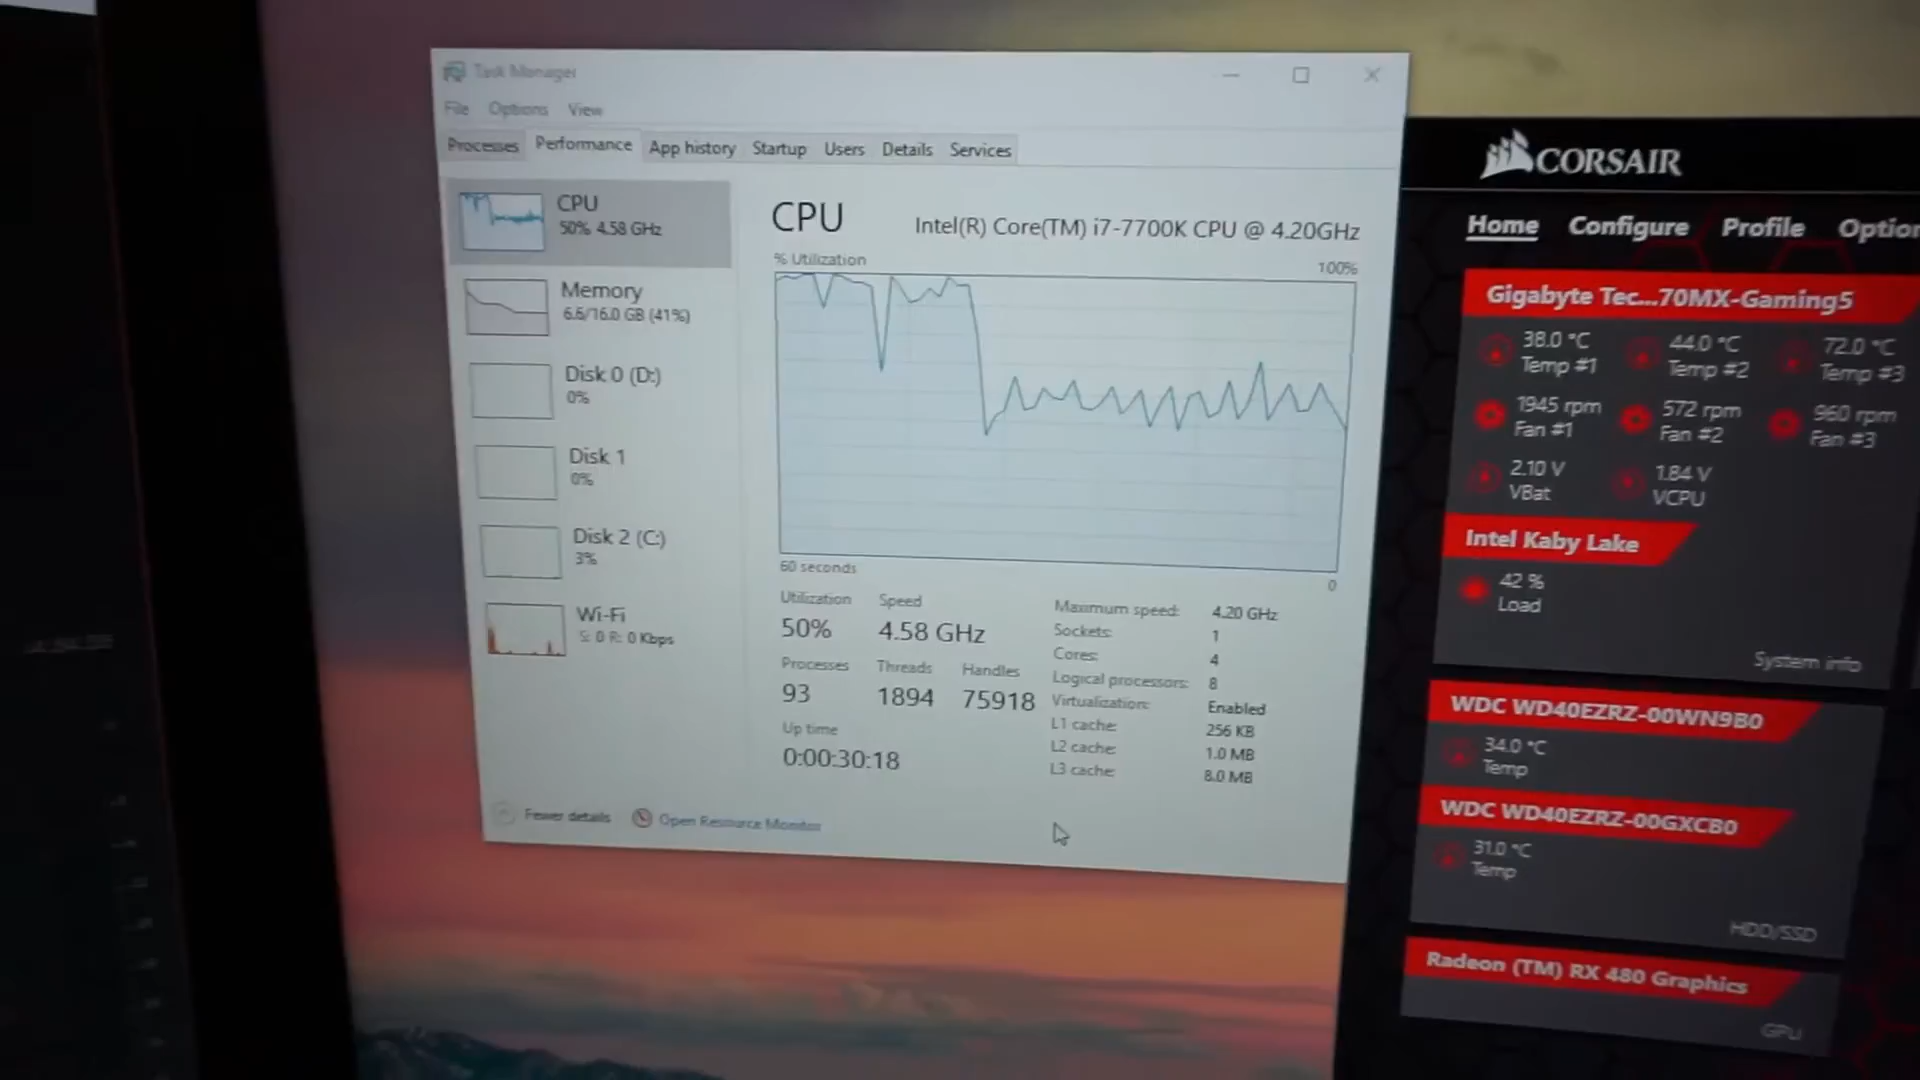 Task Manager
File Options View
Processes Performance App history Startup Users Details Services
CPU
50% 4.58 GHz
Memory
6.6/16.0 GB (41%)
Disk 0 (D:)
0%
Disk 1
0%
Disk 2 (C:)
3%
Wi-Fi
S: 0 R: 0 Kbps
CPU Intel(R) Core(TM) i7-7700K CPU @ 4.20GHz
% Utilization 100%
60 seconds 0
Utilization Speed
50% 4.58 GHz
Processes Threads Handles
93 1894 75918
Up time
0:00:30:18
Maximum speed: 4.20 GHz
Sockets: 1
Cores: 4
Logical processors: 8
Virtualization: Enabled
L1 cache: 256 KB
L2 cache: 1.0 MB
L3 cache: 8.0 MB
Fewer details Open Resource Monitor
CORSAIR
Home Configure Profile Option
Gigabyte Tec...70MX-Gaming5
38.0 °C 44.0 °C 72.0 °C
Temp #1 Temp #2 Temp #3
1945 rpm 572 rpm 960 rpm
Fan #1 Fan #2 Fan #3
2.10 V 1.84 V
VBat VCPU
Intel Kaby Lake
42 %
Load
System info
WDC WD40EZRZ-00WN9B0
34.0 °C
Temp
WDC WD40EZRZ-00GXCB0
31.0 °C
Temp
HDD/SSD
Radeon (TM) RX 480 Graphics
GPU